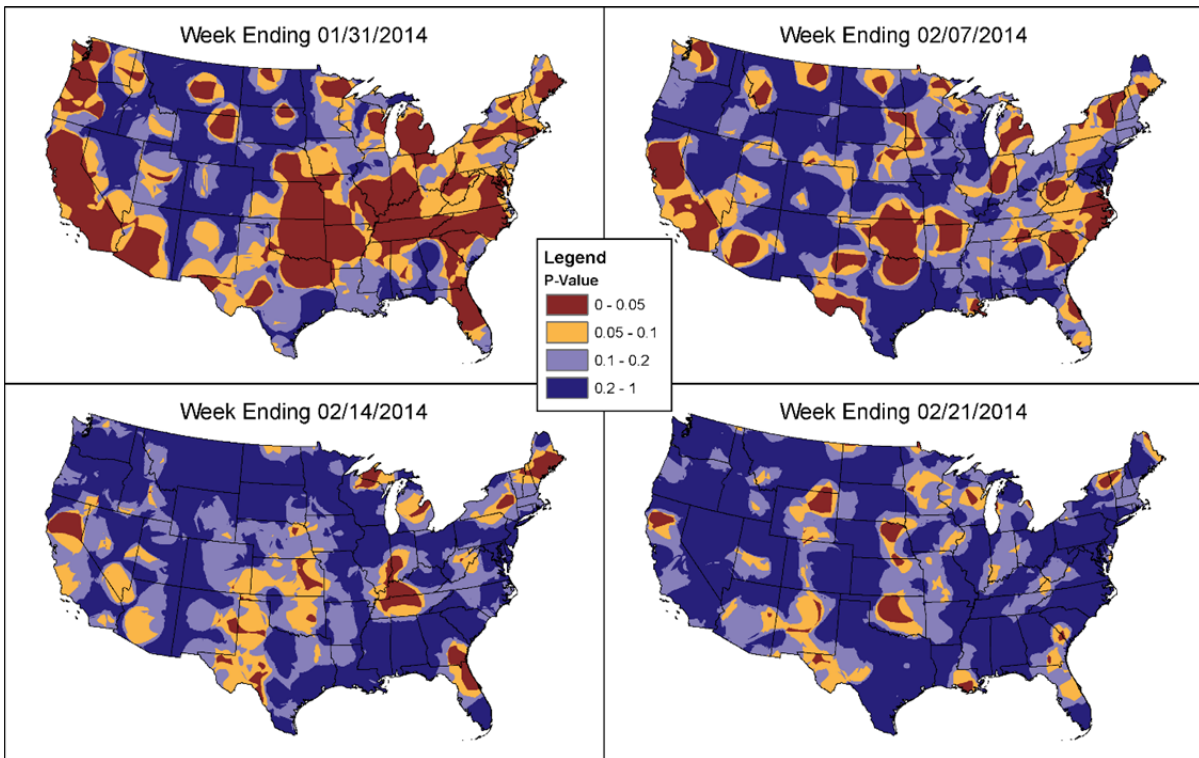 Week Ending 01/31/2014
Week Ending 02/07/2014
Legend
P-Value
0 - 0.05
0.05 - 0.1
0.1 - 0.2
0.2 - 1
Week Ending 02/14/2014
Week Ending 02/21/2014